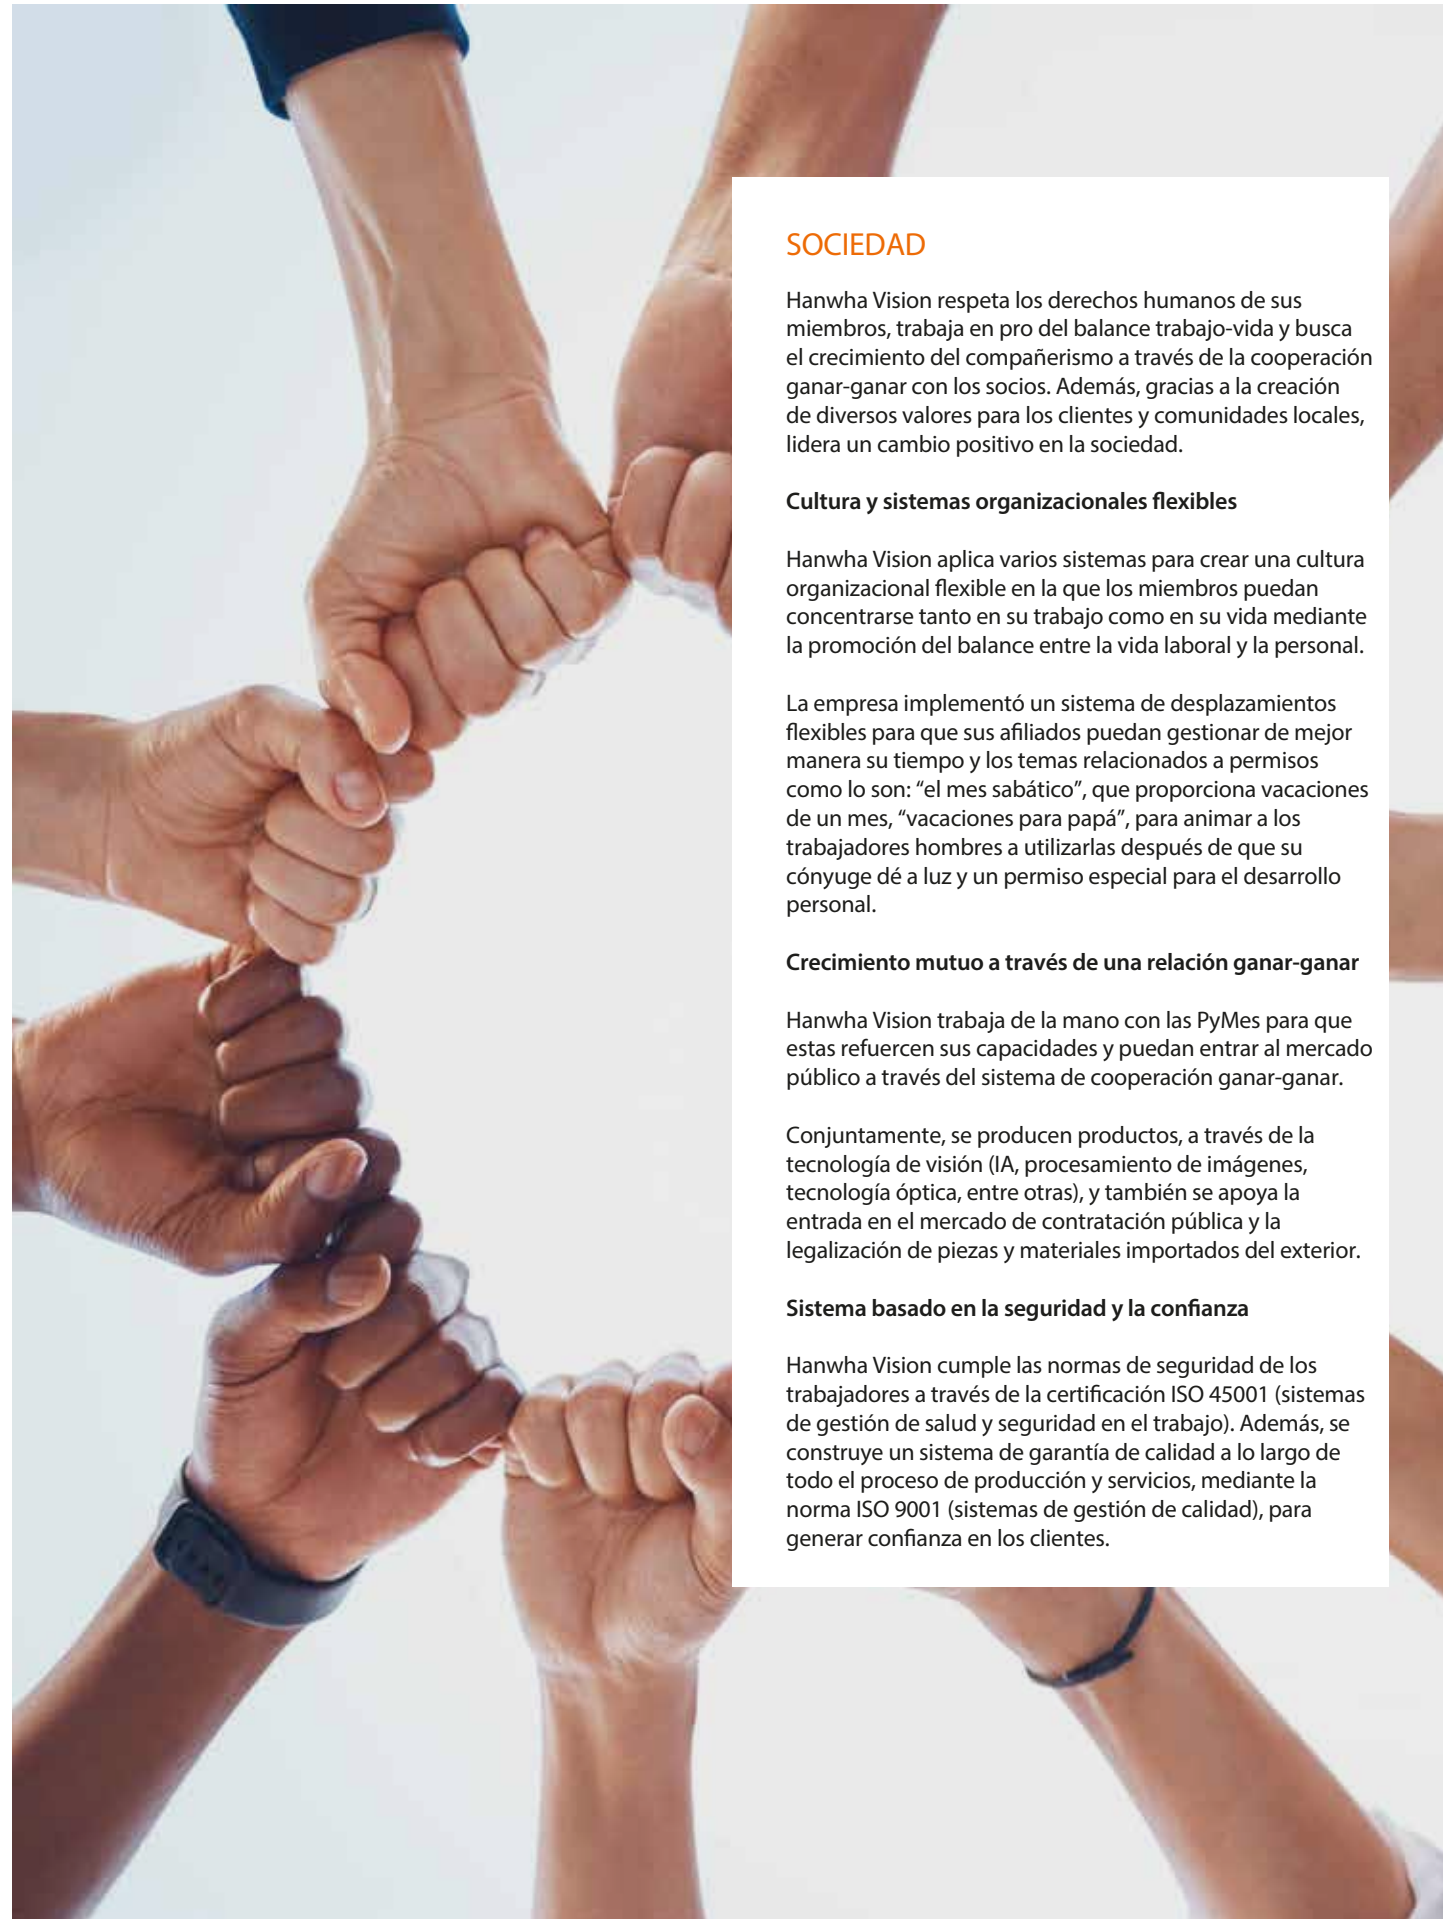 SOCIEDAD
Hanwha Vision respeta los derechos humanos de sus
miembros, trabaja en pro del balance trabajo-vida y busca
el crecimiento del compañerismo a través de la cooperación
ganar-ganar con los socios. Además, gracias a la creación
de diversos valores para los clientes y comunidades locales,
lidera un cambio positivo en la sociedad.
Cultura y sistemas organizacionales flexibles
Hanwha Vision aplica varios sistemas para crear una cultura
organizacional flexible en la que los miembros puedan
concentrarse tanto en su trabajo como en su vida mediante
la promoción del balance entre la vida laboral y la personal.
La empresa implementó un sistema de desplazamientos
flexibles para que sus afiliados puedan gestionar de mejor
manera su tiempo y los temas relacionados a permisos
como lo son: “el mes sabático”, que proporciona vacaciones
de un mes, “vacaciones para papá”, para animar a los
trabajadores hombres a utilizarlas después de que su
cónyuge dé a luz y un permiso especial para el desarrollo
personal.
Crecimiento mutuo a través de una relación ganar-ganar
Hanwha Vision trabaja de la mano con las PyMes para que
estas refuercen sus capacidades y puedan entrar al mercado
público a través del sistema de cooperación ganar-ganar.
Conjuntamente, se producen productos, a través de la
tecnología de visión (IA, procesamiento de imágenes,
tecnología óptica, entre otras), y también se apoya la
entrada en el mercado de contratación pública y la
legalización de piezas y materiales importados del exterior.
Sistema basado en la seguridad y la confianza
Hanwha Vision cumple las normas de seguridad de los
trabajadores a través de la certificación ISO 45001 (sistemas
de gestión de salud y seguridad en el trabajo). Además, se
construye un sistema de garantía de calidad a lo largo de
todo el proceso de producción y servicios, mediante la
norma ISO 9001 (sistemas de gestión de calidad), para
generar confianza en los clientes.